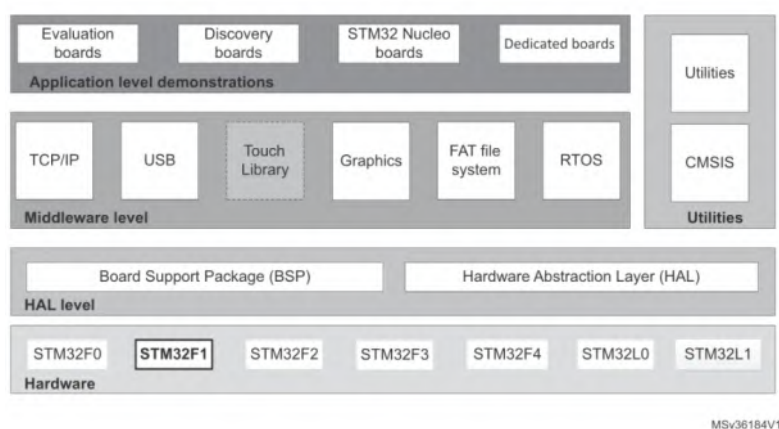 Evaluation
boards
Discovery
boards
STM32 Nucleo
boards
Dedicated boards
Application level demonstrations
Utilities
CMSIS
Utilities
TCP/IP
USB
Touch
Library
Graphics
FAT file
system
RTOS
Middleware level
Board Support Package (BSP)
Hardware Abstraction Layer (HAL)
HAL level
STM32F0
STM32F1
STM32F2
STM32F3
STM32F4
STM32L0
STM32L1
Hardware
MSv36184V1